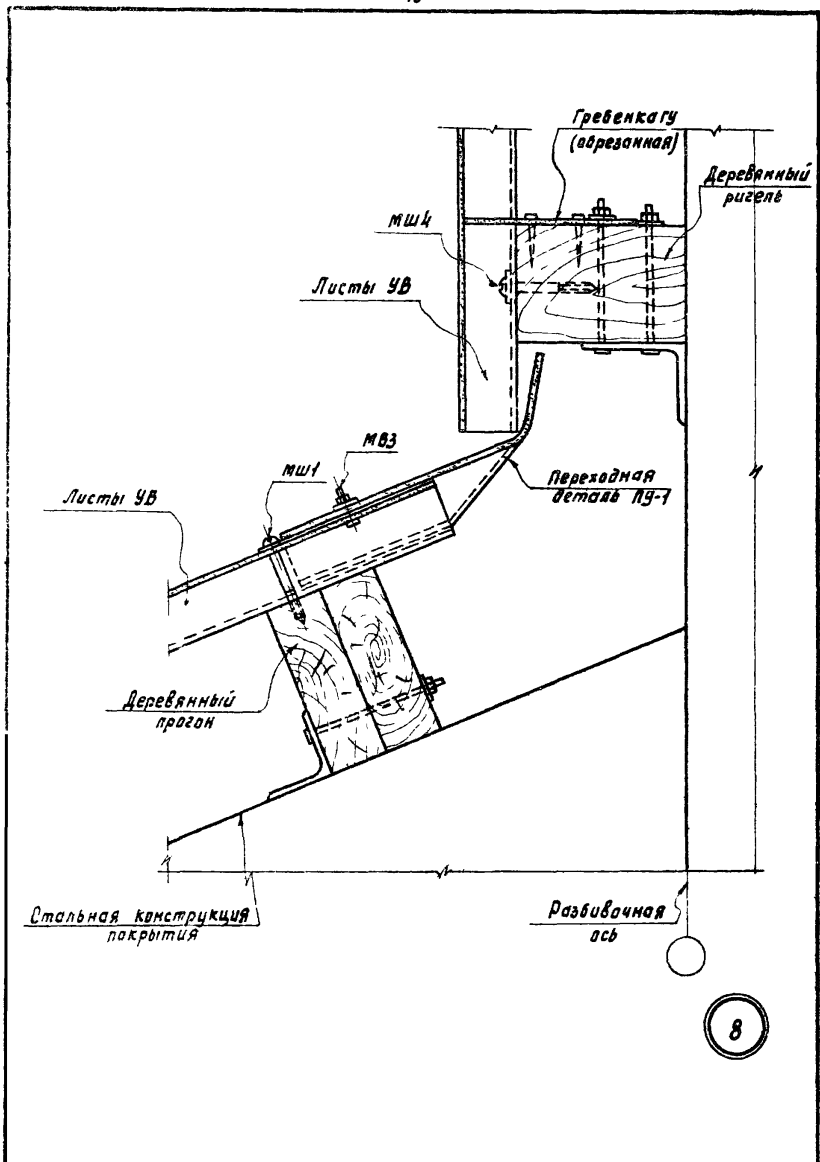 Гребенка ГУ
(обрезанная)
Деревянный
ригель
МШ4
Листы УВ
МВ3
МШ1
Переходная
деталь ПУ-1
Листы УВ
Деревянный
прогон
Стальная конструкция
покрытия
Разбивочная
ось
8